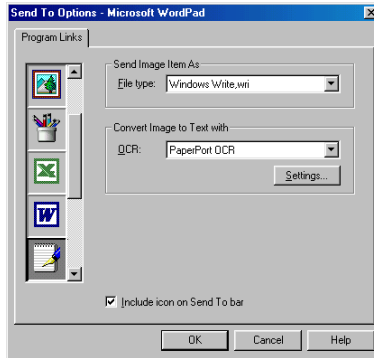 Send To Options - Microsoft WordPad
Program Links
Send Image Item As
File type: Windows Write,wri
Convert Image to Text with
OCR: PaperPort OCR
Settings...
Include icon on Send To bar
OK Cancel Help